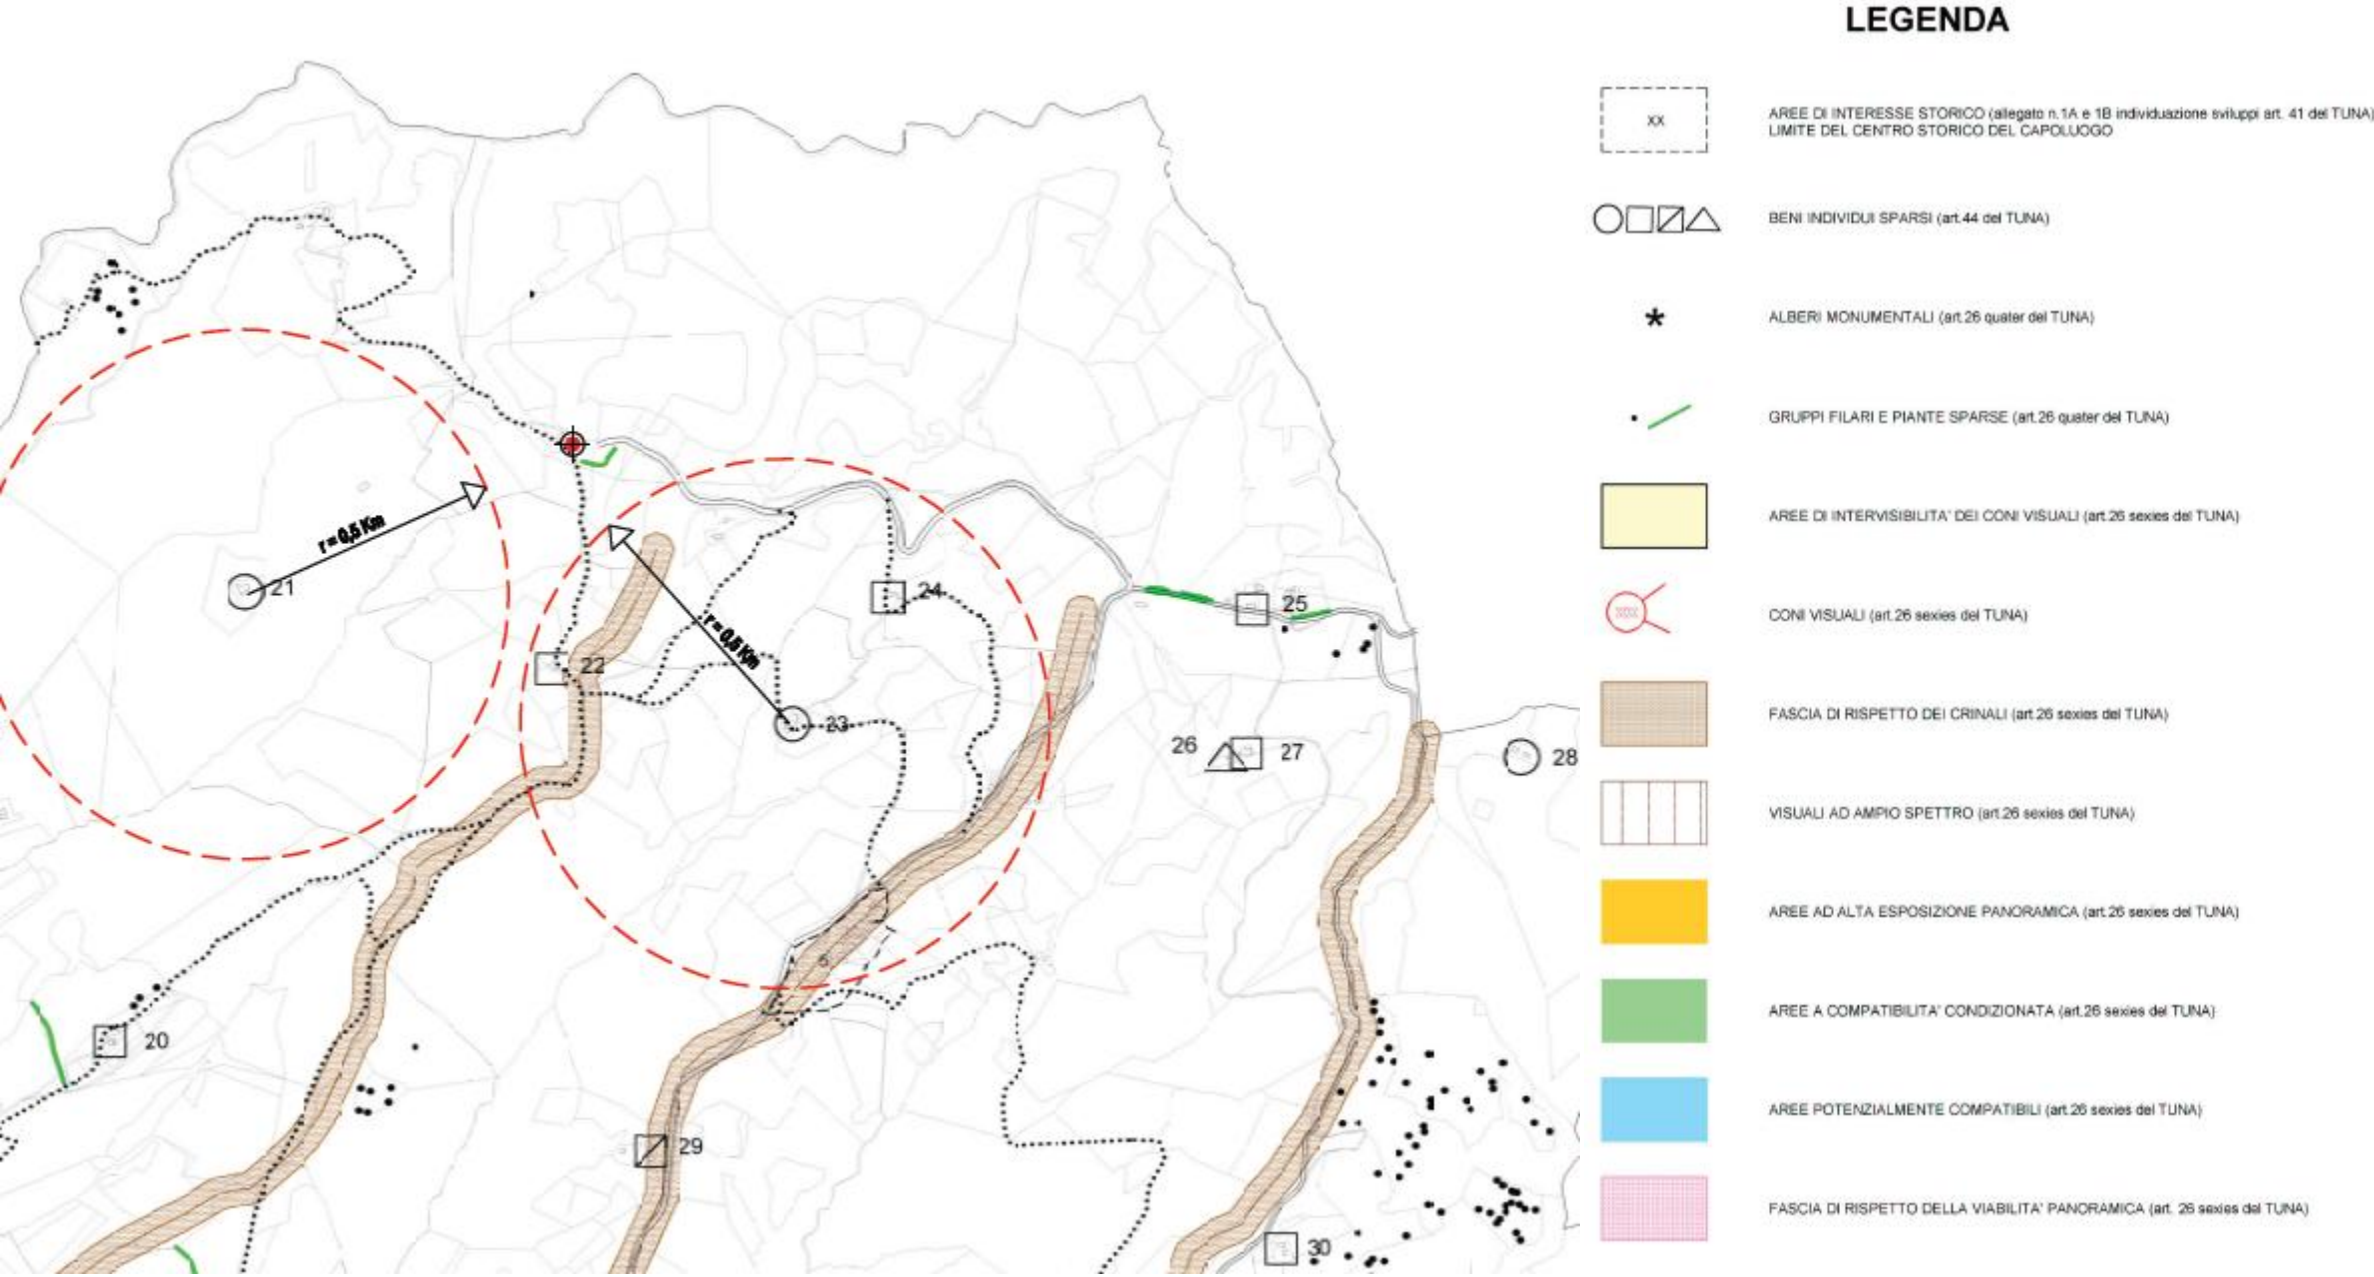 LEGENDA
XX
AREE DI INTERESSE STORICO (allegato n.1A e 1B individuazione sviluppi art. 41 del TUNA)
LIMITE DEL CENTRO STORICO DEL CAPOLUOGO
BENI INDIVIDUI SPARSI (art.44 del TUNA)
ALBERI MONUMENTALI (art.26 quater del TUNA)
GRUPPI FILARI E PIANTE SPARSE (art.26 quater del TUNA)
AREE DI INTERVISIBILITA' DEI CONI VISUALI (art.26 sexies del TUNA)
CONI VISUALI (art.26 sexies del TUNA)
FASCIA DI RISPETTO DEI CRINALI (art.26 sexies del TUNA)
VISUALI AD AMPIO SPETTRO (art.26 sexies del TUNA)
AREE AD ALTA ESPOSIZIONE PANORAMICA (art.26 sexies del TUNA)
AREE A COMPATIBILITA' CONDIZIONATA (art.26 sexies del TUNA)
AREE POTENZIALMENTE COMPATIBILI (art.26 sexies del TUNA)
FASCIA DI RISPETTO DELLA VIABILITA' PANORAMICA (art. 26 sexies del TUNA)
r = 0,5 Km
21
r = 0,5 Km
24
25
22
23
26
27
28
6
20
29
30